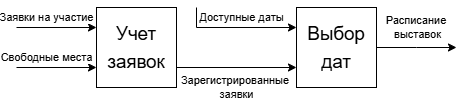 Заявки на участие
Свободные места
Учет
заявок
Доступные даты
Зарегистрированные
заявки
Выбор
дат
Расписание
выставок